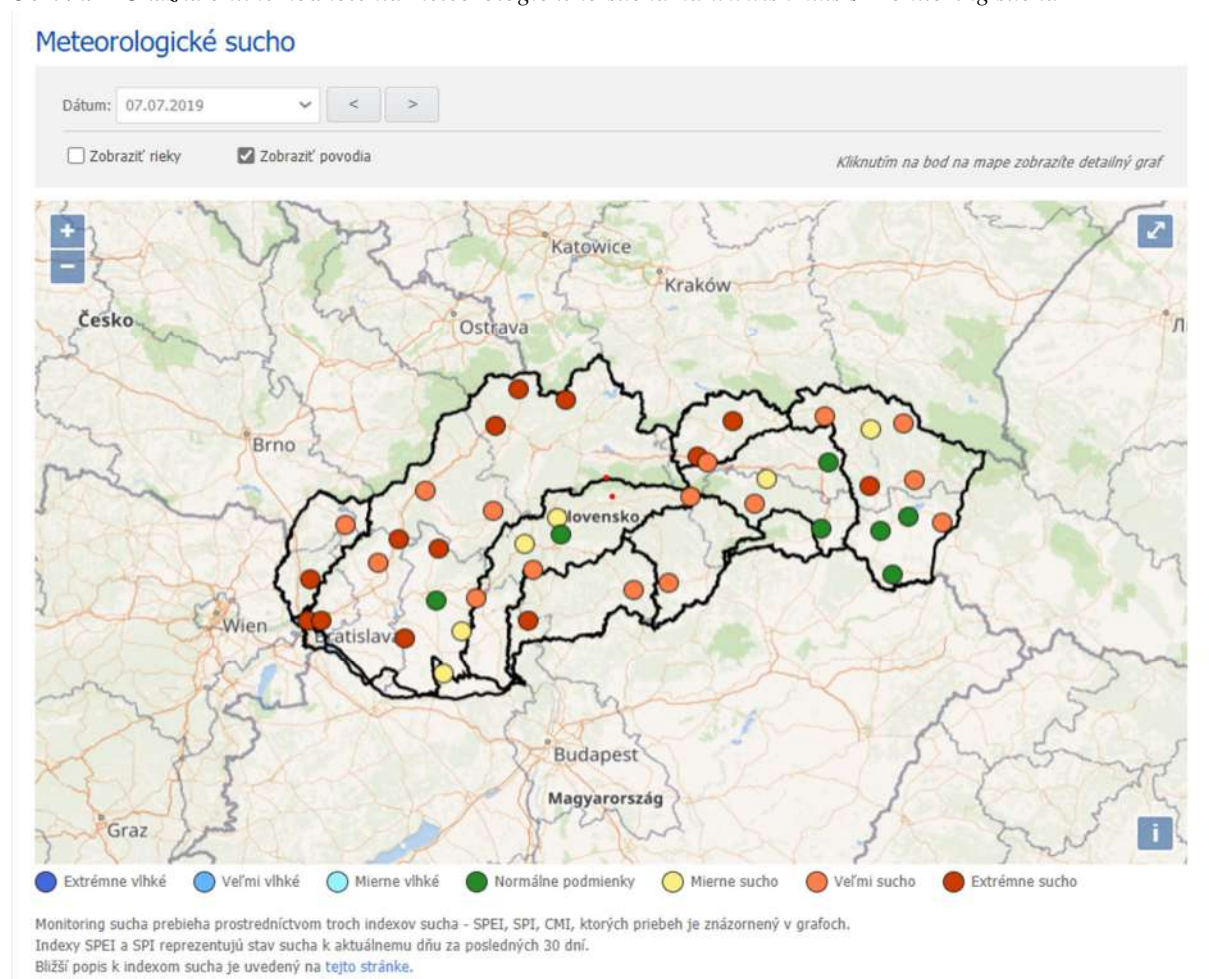 Meteorologické sucho
Dátum: 07.07.2019 < >
Zobraziť rieky Zobraziť povodia
Kliknutím na bod na mape zobrazíte detailný graf
+
−
Katowice
Kraków
Česko
Ostrava
Brno
lovensko
Wien
Bratislava
Budapest
Magyarország
Graz
i
Extrémne vlhké Veľmi vlhké Mierne vlhké Normálne podmienky Mierne sucho Veľmi sucho Extrémne sucho
Monitoring sucha prebieha prostredníctvom troch indexov sucha - SPEI, SPI, CMI, ktorých priebeh je znázornený v grafoch.
Indexy SPEI a SPI reprezentujú stav sucha k aktuálnemu dňu za posledných 30 dní.
Bližší popis k indexom sucha je uvedený na tejto stránke.